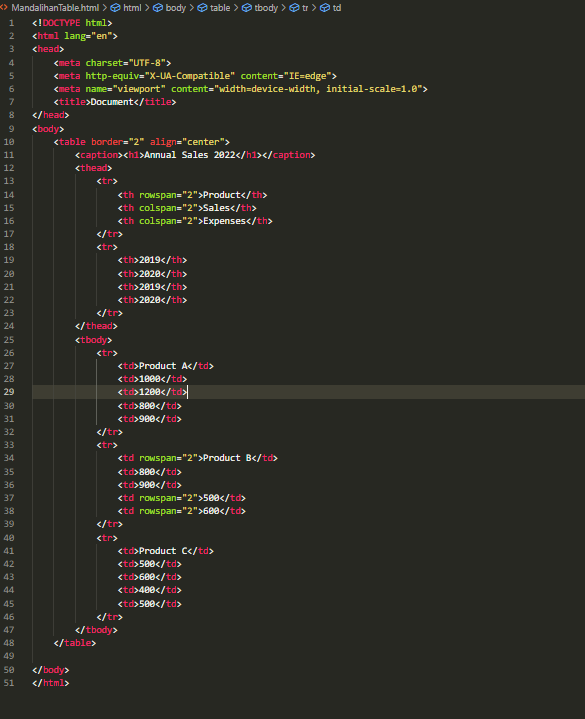 MandalihanTable.html > html > body > table > tbody > tr > td
1 <!DOCTYPE html>
2 <html lang="en">
3 <head>
4 <meta charset="UTF-8">
5 <meta http-equiv="X-UA-Compatible" content="IE=edge">
6 <meta name="viewport" content="width=device-width, initial-scale=1.0">
7 <title>Document</title>
8 </head>
9 <body>
10 <table border="2" align="center">
11 <caption><h1>Annual Sales 2022</h1></caption>
12 <thead>
13 <tr>
14 <th rowspan="2">Product</th>
15 <th colspan="2">Sales</th>
16 <th colspan="2">Expenses</th>
17 </tr>
18 <tr>
19 <th>2019</th>
20 <th>2020</th>
21 <th>2019</th>
22 <th>2020</th>
23 </tr>
24 </thead>
25 <tbody>
26 <tr>
27 <td>Product A</td>
28 <td>1000</td>
29 <td>1200</td>
30 <td>800</td>
31 <td>900</td>
32 </tr>
33 <tr>
34 <td rowspan="2">Product B</td>
35 <td>800</td>
36 <td>900</td>
37 <td rowspan="2">500</td>
38 <td rowspan="2">600</td>
39 </tr>
40 <tr>
41 <td>Product C</td>
42 <td>500</td>
43 <td>600</td>
44 <td>400</td>
45 <td>500</td>
46 </tr>
47 </tbody>
48 </table>
49
50 </body>
51 </html>